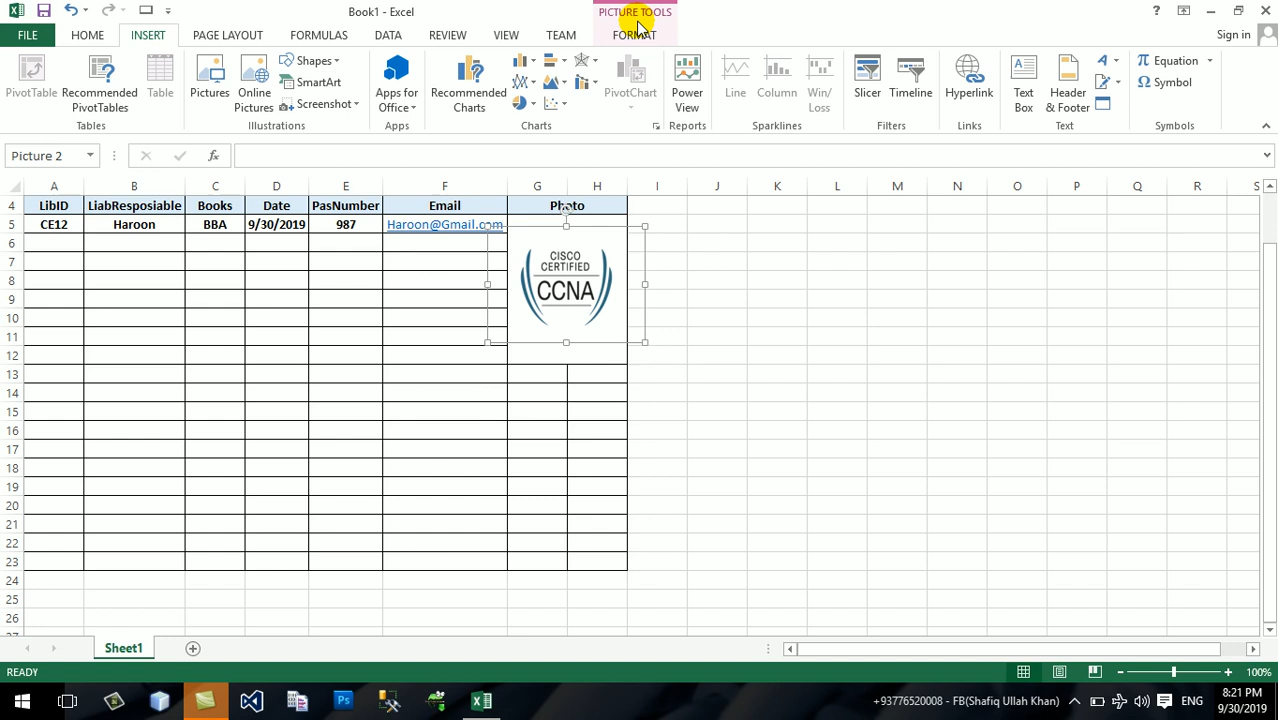 Book1 - Excel
PICTURE TOOLS
?
FILE
HOME
INSERT
PAGE LAYOUT
FORMULAS
DATA
REVIEW
VIEW
TEAM
FORMAT
Sign in
PivotTable
Recommended
PivotTables
Table
Pictures
Online
Pictures
Shapes
SmartArt
Screenshot
Apps for
Office
Recommended
Charts
PivotChart
Power
View
Line
Column
Win/
Loss
Slicer
Timeline
Hyperlink
Text
Box
Header
& Footer
π Equation
Ω Symbol
Tables
Illustrations
Apps
Charts
Reports
Sparklines
Filters
Links
Text
Symbols
Picture 2
fx
A B C D E F G H I J K L M N O P Q R S
4 LibID LiabResposiable Books Date PasNumber Email Photo
5 CE12 Haroon BBA 9/30/2019 987 Haroon@Gmail.com
6
7
8
9
10
11
12
13
14
15
16
17
18
19
20
21
22
23
24
25
26
27
CISCO
CERTIFIED
CCNA
Sheet1
READY
100%
+93776520008 - FB(Shafiq Ullah Khan)
ENG
8:21 PM
9/30/2019